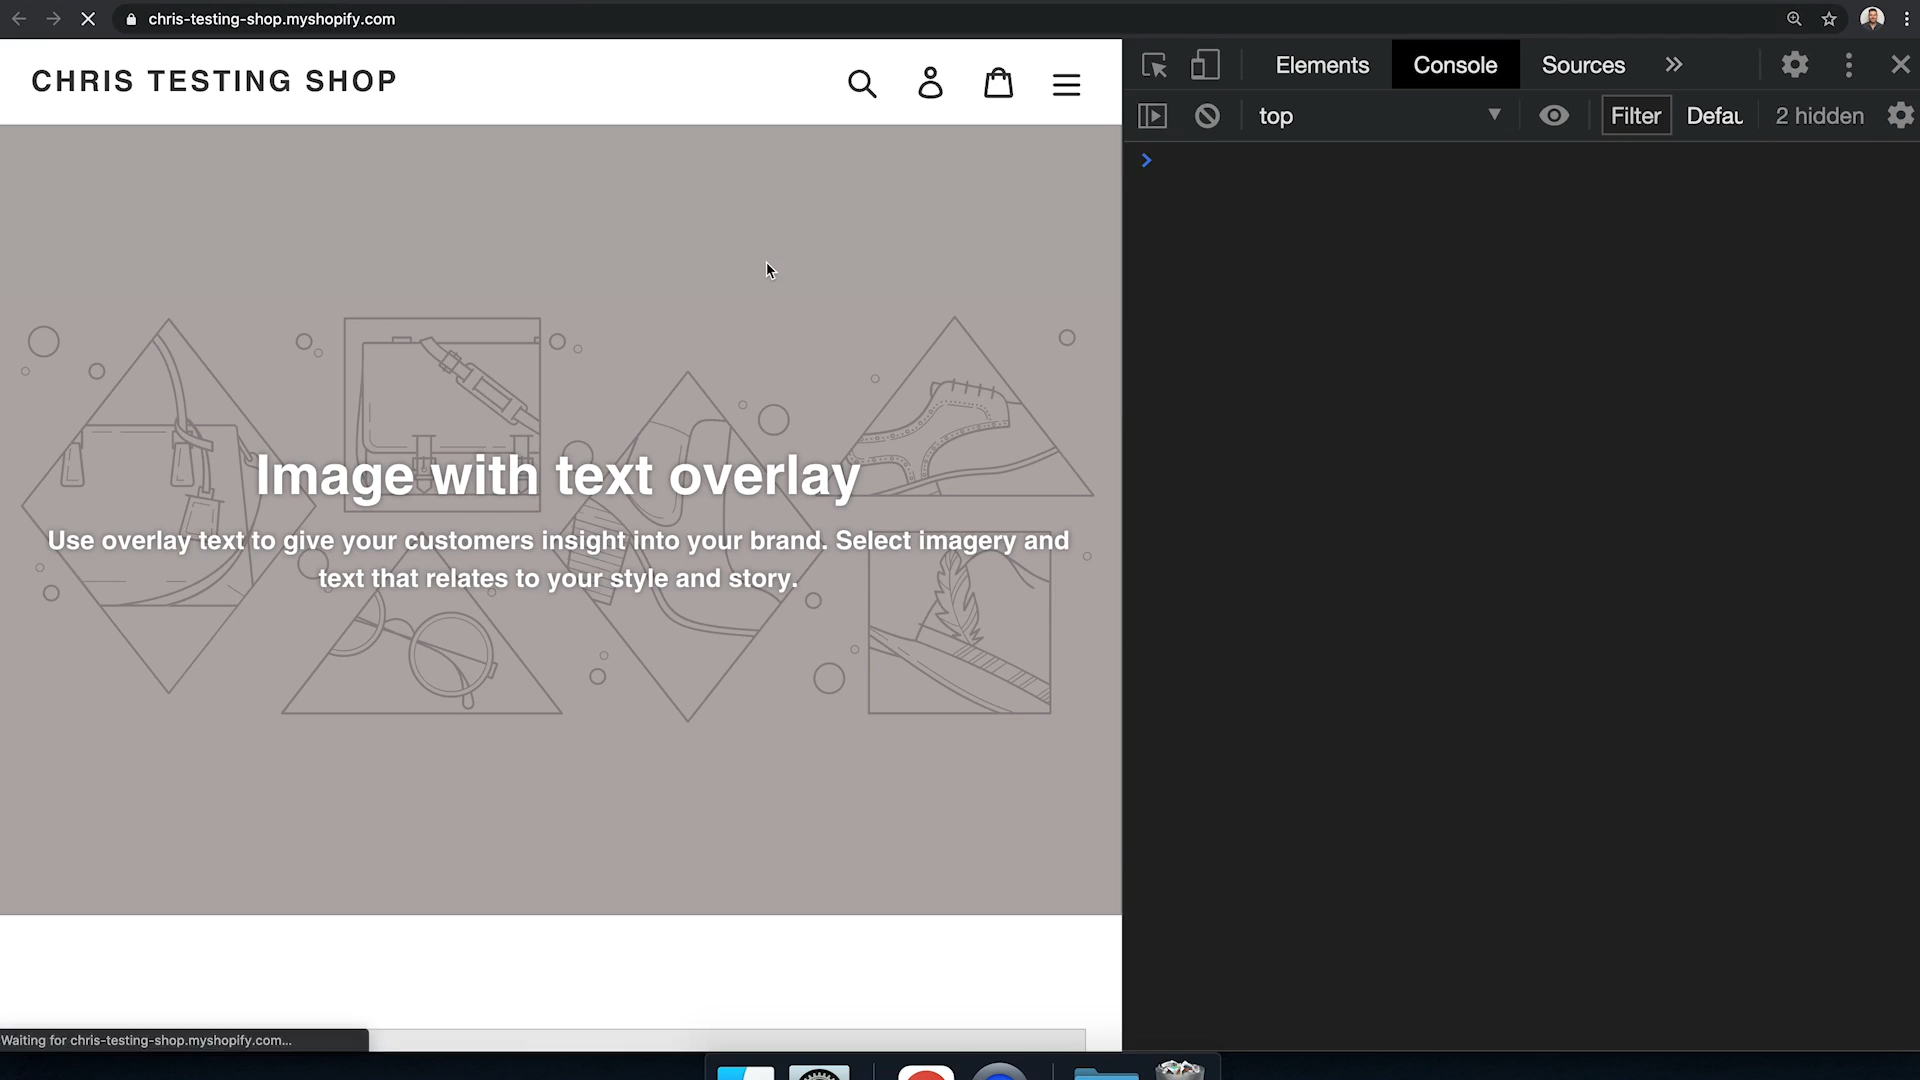 chris-testing-shop.myshopify.com
CHRIS TESTING SHOP
Elements Console Sources
top Filter Defau 2 hidden
Image with text overlay
Use overlay text to give your customers insight into your brand. Select imagery and
text that relates to your style and story.
Waiting for chris-testing-shop.myshopify.com...